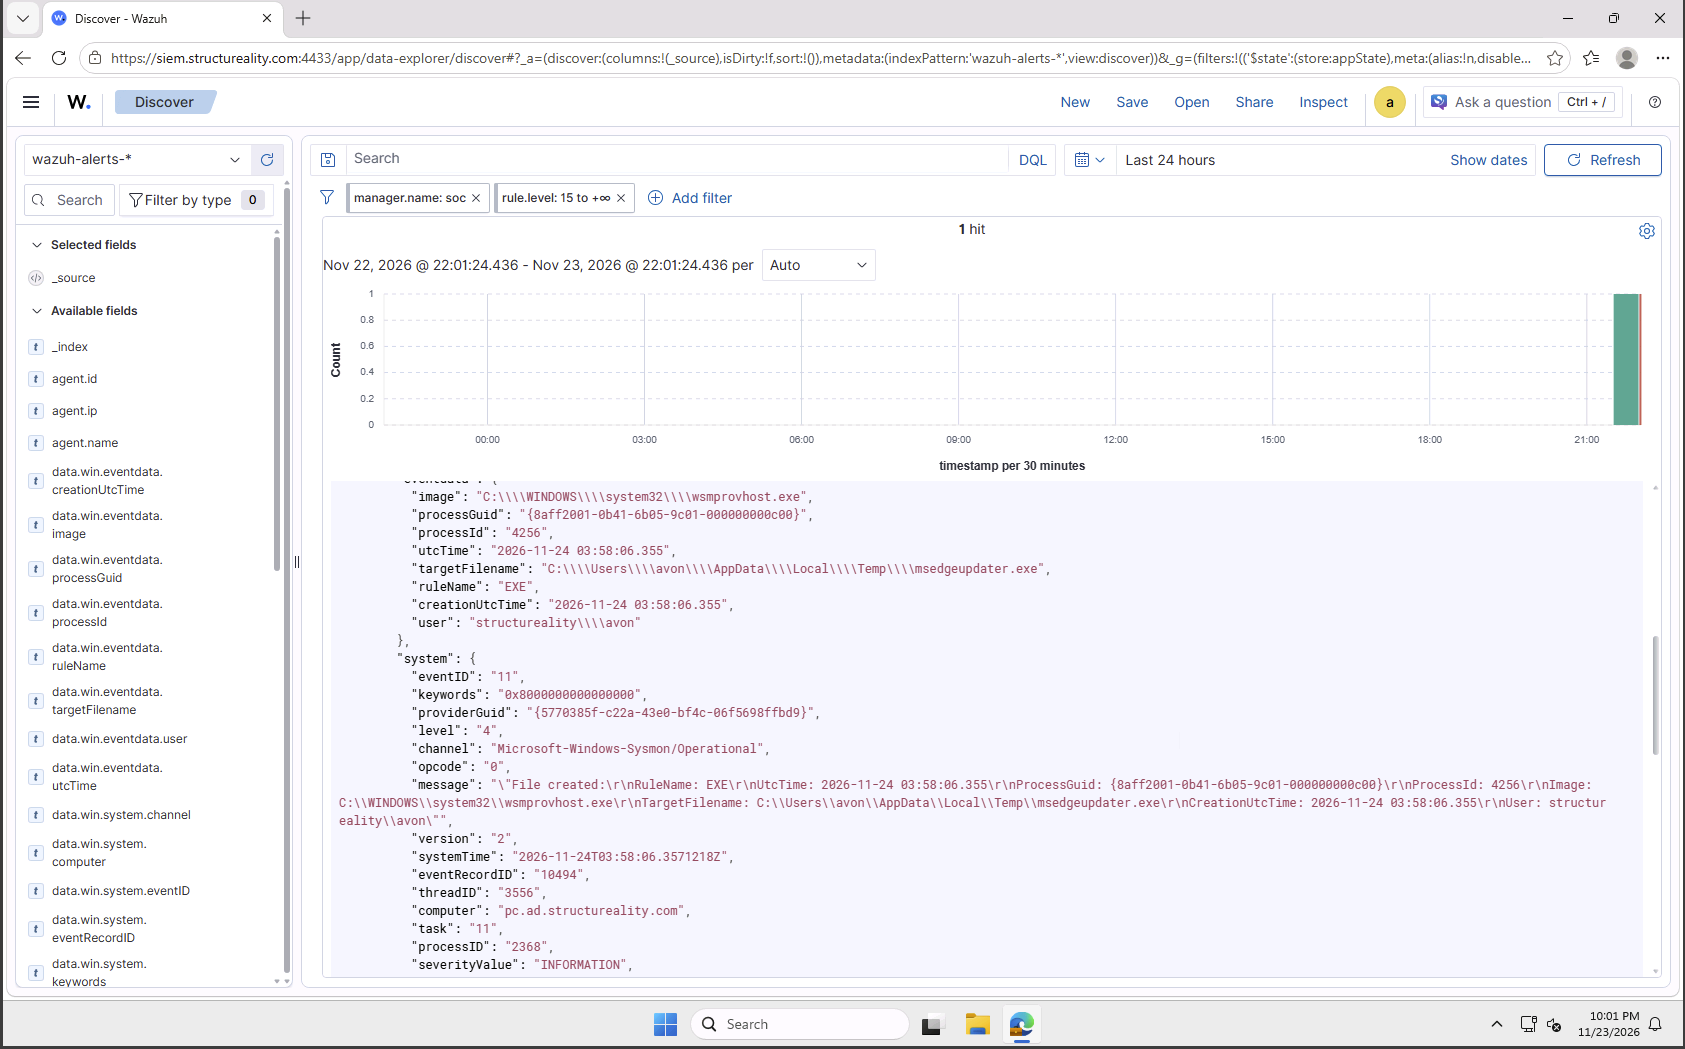 Discover - Wazuh
https://siem.structureality.com:4433/app/data-explorer/discover#?_a=(discover:(columns:!(_source),isDirty:!f,sort:!()),metadata:(indexPattern:'wazuh-alerts-*',view:discover))&_g=(filters:!(('$state':(store:appState),meta:(alias:!n,disable...
W. Discover New Save Open Share Inspect a Ask a question Ctrl + /
wazuh-alerts-* Search DQL Last 24 hours Show dates Refresh
Search Filter by type 0
manager.name: soc rule.level: 15 to +∞ Add filter
Selected fields
_source
Available fields
_index
agent.id
agent.ip
agent.name
data.win.eventdata.
creationUtcTime
data.win.eventdata.
image
data.win.eventdata.
processGuid
data.win.eventdata.
processId
data.win.eventdata.
ruleName
data.win.eventdata.
targetFilename
data.win.eventdata.user
data.win.eventdata.
utcTime
data.win.system.channel
data.win.system.
computer
data.win.system.eventID
data.win.system.
eventRecordID
data.win.system.
keywords
1 hit
Nov 22, 2026 @ 22:01:24.436 - Nov 23, 2026 @ 22:01:24.436 per Auto
Count
1
0.8
0.6
0.4
0.2
0
00:00 03:00 06:00 09:00 12:00 15:00 18:00 21:00
timestamp per 30 minutes
"eventdata": {
"image": "C:\\\\WINDOWS\\\\system32\\\\wsmprovhost.exe",
"processGuid": "{8aff2001-0b41-6b05-9c01-000000000c00}",
"processId": "4256",
"utcTime": "2026-11-24 03:58:06.355",
"targetFilename": "C:\\\\Users\\\\avon\\\\AppData\\\\Local\\\\Temp\\\\msedgeupdater.exe",
"ruleName": "EXE",
"creationUtcTime": "2026-11-24 03:58:06.355",
"user": "structureality\\\\avon"
},
"system": {
"eventID": "11",
"keywords": "0x8000000000000000",
"providerGuid": "{5770385f-c22a-43e0-bf4c-06f5698ffbd9}",
"level": "4",
"channel": "Microsoft-Windows-Sysmon/Operational",
"opcode": "0",
"message": "\"File created:\r\nRuleName: EXE\r\nUtcTime: 2026-11-24 03:58:06.355\r\nProcessGuid: {8aff2001-0b41-6b05-9c01-000000000c00}\r\nProcessId: 4256\r\nImage:
C:\\WINDOWS\\system32\\wsmprovhost.exe\r\nTargetFilename: C:\\Users\\avon\\AppData\\Local\\Temp\\msedgeupdater.exe\r\nCreationUtcTime: 2026-11-24 03:58:06.355\r\nUser: structur
eality\\avon\"",
"version": "2",
"systemTime": "2026-11-24T03:58:06.3571218Z",
"eventRecordID": "10494",
"threadID": "3556",
"computer": "pc.ad.structureality.com",
"task": "11",
"processID": "2368",
"severityValue": "INFORMATION",
Search
10:01 PM
11/23/2026